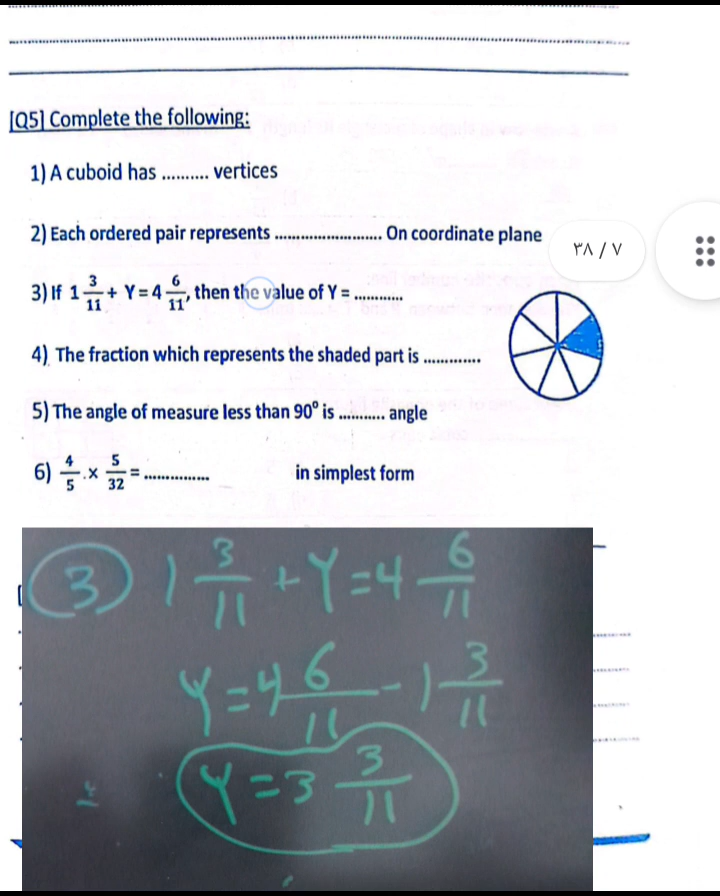 [Q5] Complete the following:
1) A cuboid has .......... vertices
2) Each ordered pair represents ........................ On coordinate plane
٣٨ / ٧
3) If 1 3/11 + Y = 4 6/11, then the value of Y = ............
4) The fraction which represents the shaded part is .............
5) The angle of measure less than 90° is ........... angle
6) 4/5 . x 5/32 = ............... in simplest form
3 1 3/11 + Y = 4 6/11
Y = 4 6/11 - 1 3/11
Y = 3 3/11